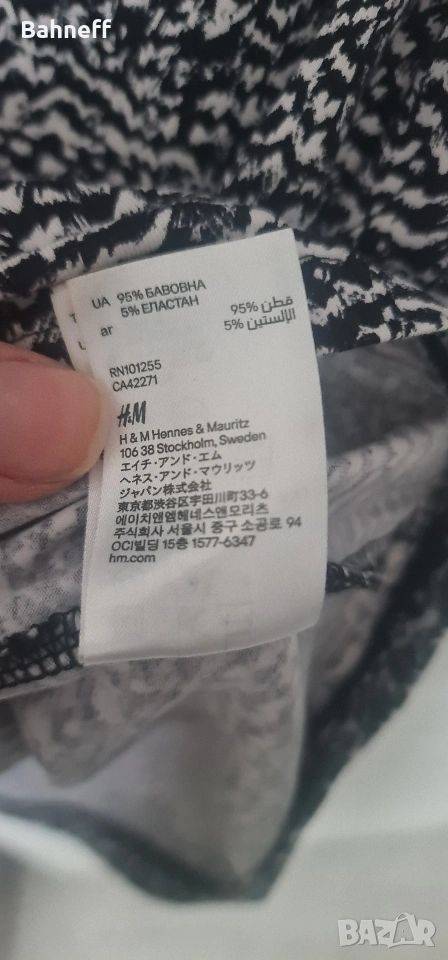 Bahneff
UA 95% БАВОВНА
5% ЕЛАСТАН
ar
95% قطن
5% الإلستين
RN101255
CA42271
H&M
H & M Hennes & Mauritz
106 38 Stockholm, Sweden
エイチ・アンド・エム
ヘネス・アンド・マウリッツ
ジャパン株式会社
東京都渋谷区宇田川町33-6
에이치앤엠헤네스앤모리츠
주식회사 서울시 중구 소공로 94
OCI빌딩 15층 1577-6347
hm.com
BAZAR